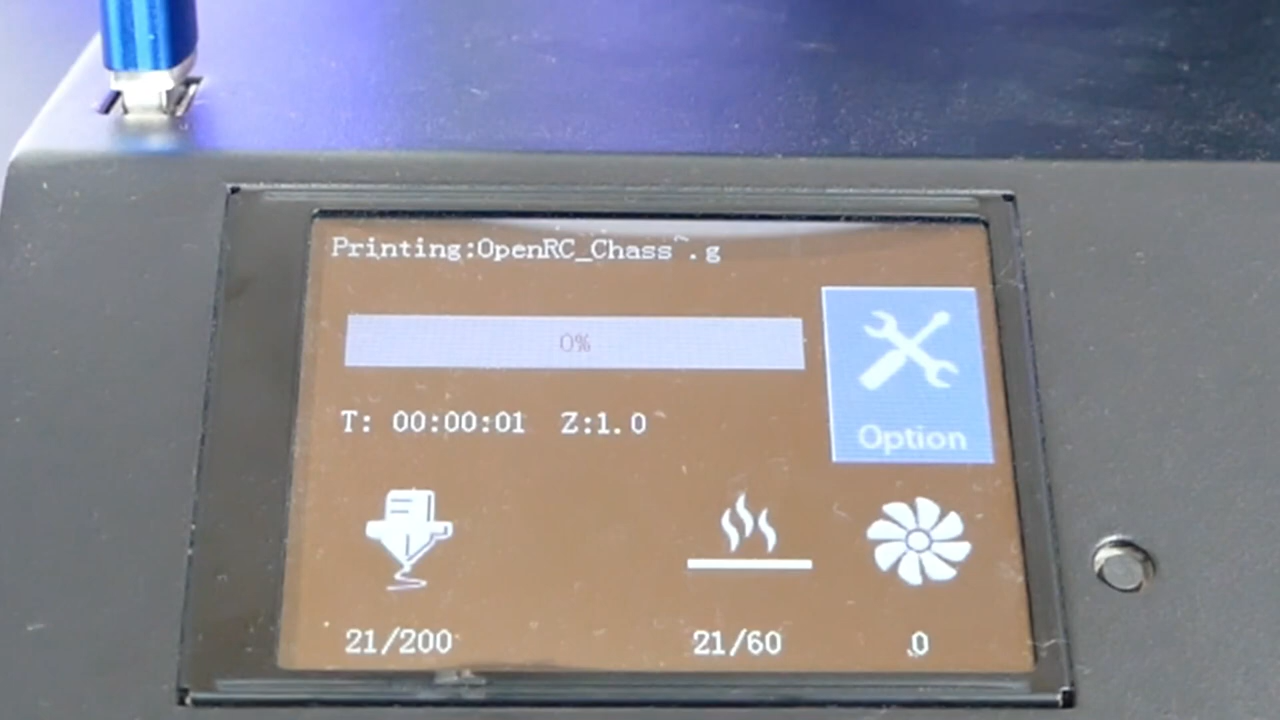 Printing:OpenRC_Chass~.g
0%
T: 00:00:01 Z:1.0
Option
21/200
21/60
0